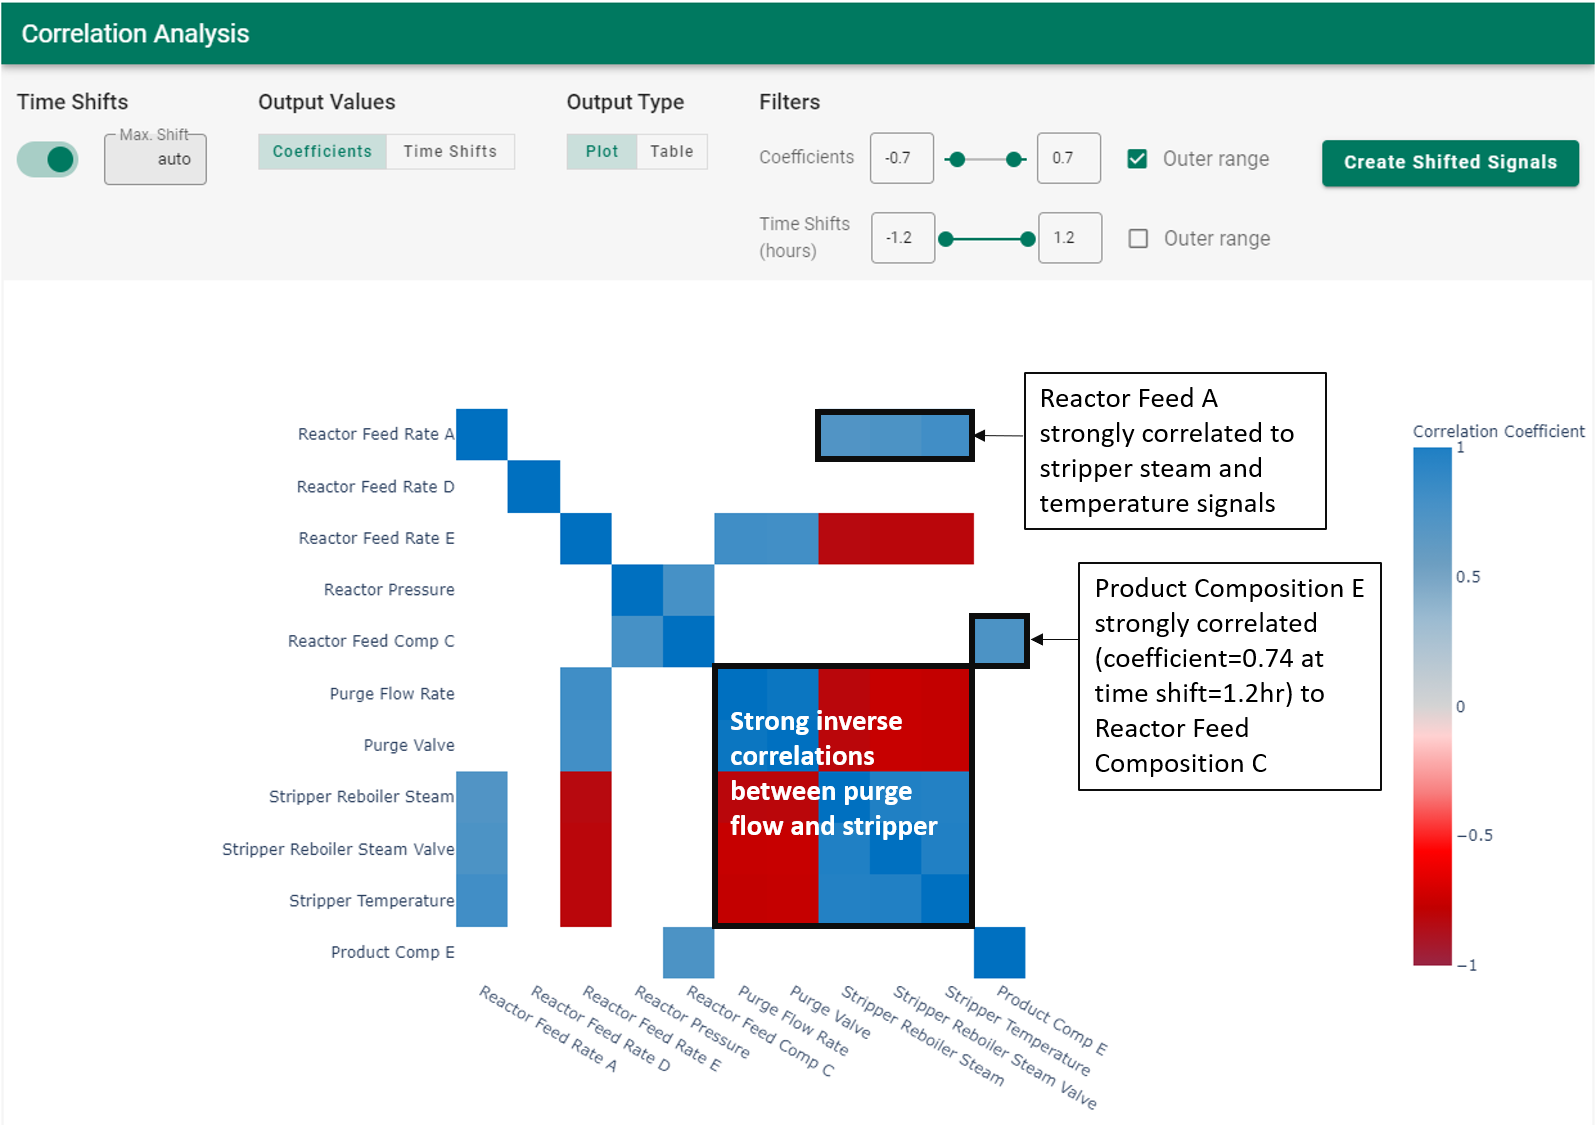 Correlation Analysis
Time Shifts
Output Values
Output Type
Filters
Max. Shift
auto
Coefficients
Time Shifts
Plot
Table
Coefficients
-0.7
0.7
Outer range
Create Shifted Signals
Time Shifts
(hours)
-1.2
1.2
Outer range
Reactor Feed A
strongly correlated to
stripper steam and
temperature signals
Product Composition E
strongly correlated
(coefficient=0.74 at
time shift=1.2hr) to
Reactor Feed
Composition C
Strong inverse
correlations
between purge
flow and stripper
Reactor Feed Rate A
Reactor Feed Rate D
Reactor Feed Rate E
Reactor Pressure
Reactor Feed Comp C
Purge Flow Rate
Purge Valve
Stripper Reboiler Steam
Stripper Reboiler Steam Valve
Stripper Temperature
Product Comp E
Reactor Feed Rate A
Reactor Feed Rate D
Reactor Feed Rate E
Reactor Pressure
Reactor Feed Comp C
Purge Flow Rate
Purge Valve
Stripper Reboiler Steam
Stripper Reboiler Steam Valve
Stripper Temperature
Product Comp E
Correlation Coefficient
1
0.5
0
−0.5
−1